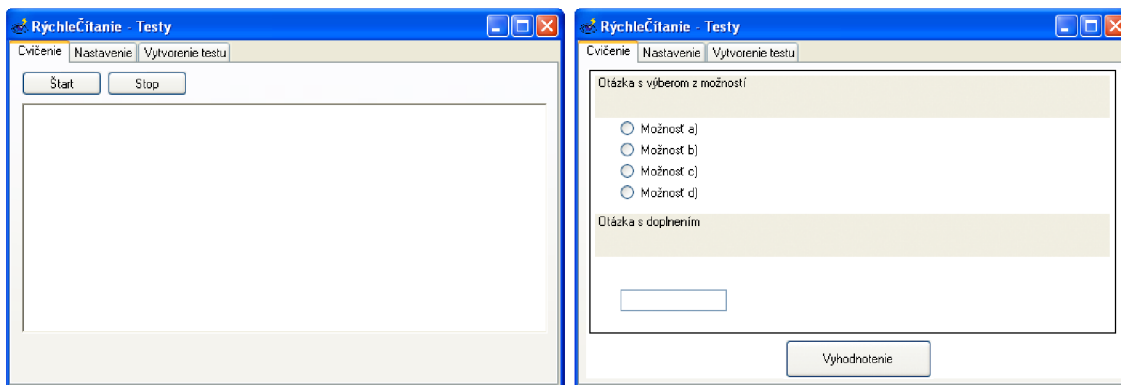 RýchleČítanie - Testy
Cvičenie Nastavenie Vytvorenie testu
Štart Stop
RýchleČítanie - Testy
Cvičenie Nastavenie Vytvorenie testu
Otázka s výberom z možností
Možnosť a)
Možnosť b)
Možnosť c)
Možnosť d)
Otázka s doplnením
Vyhodnotenie